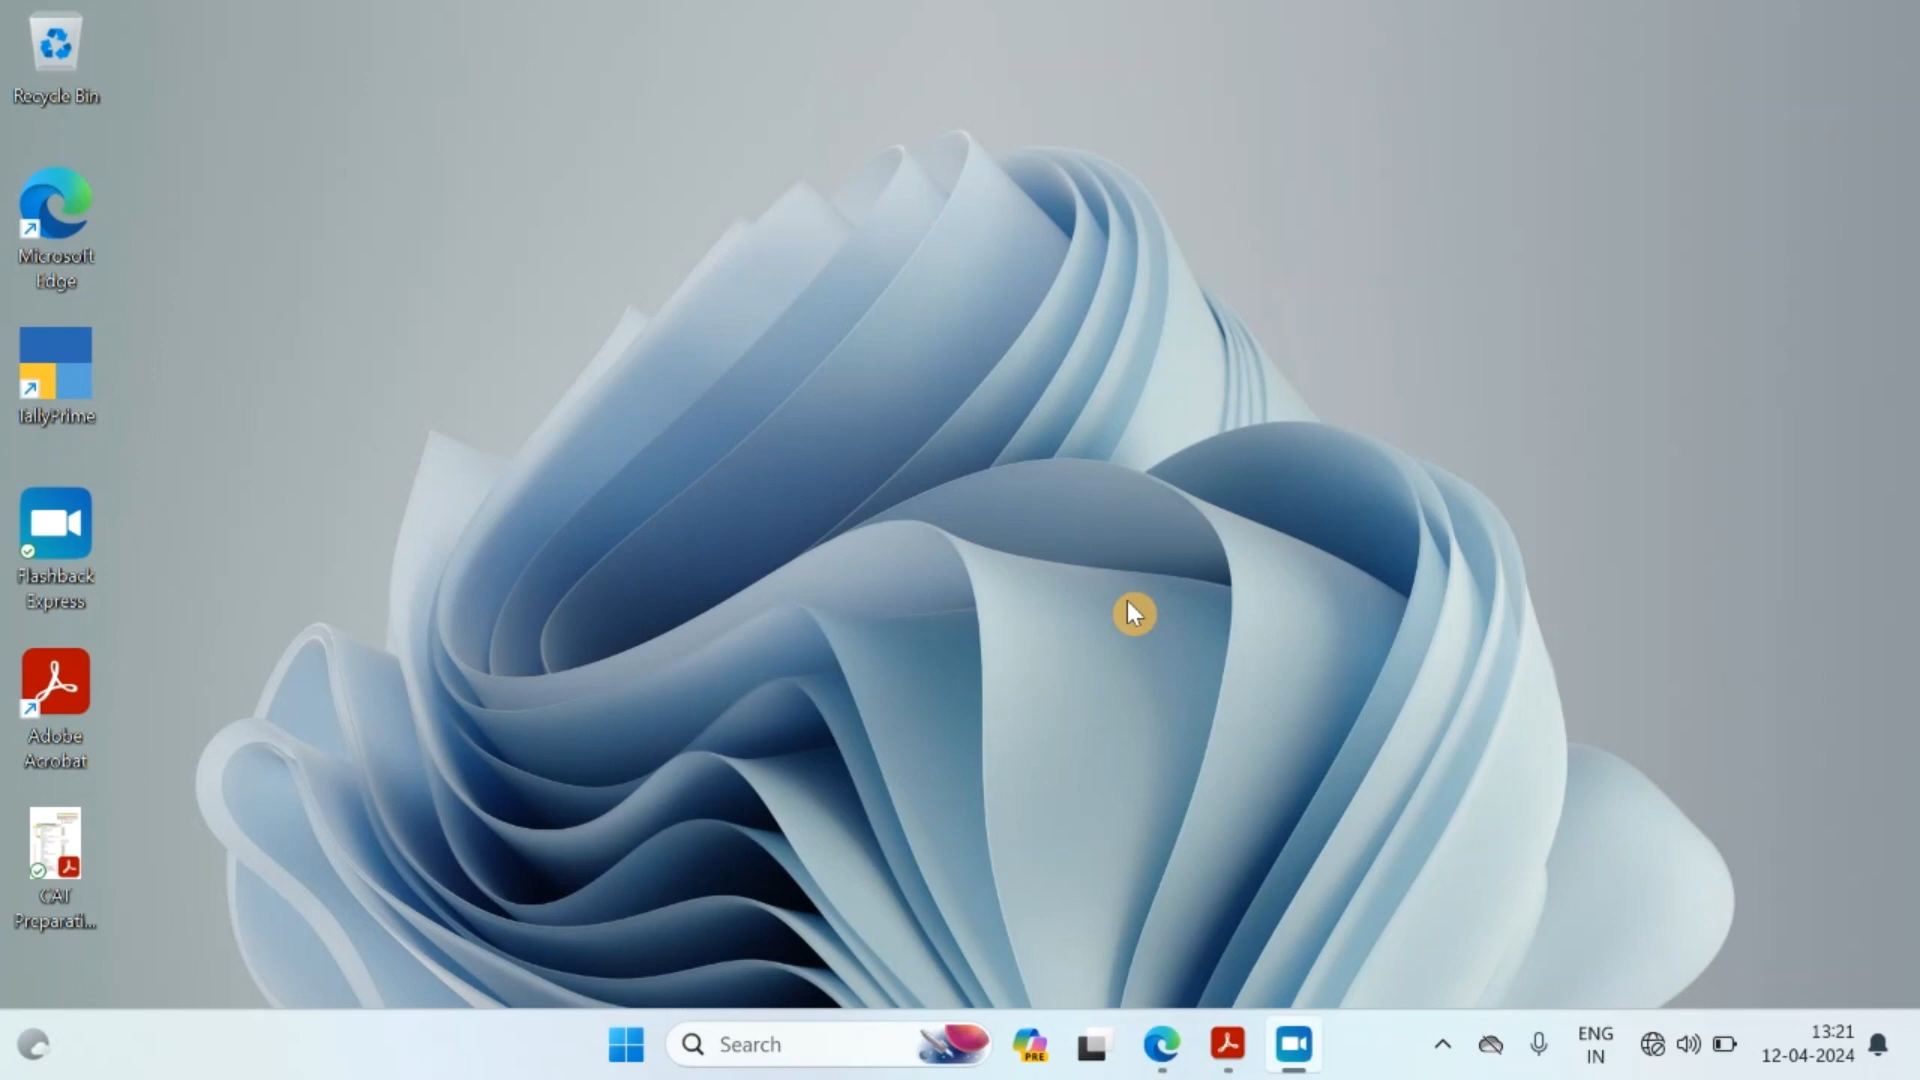 Recycle Bin
Microsoft
Edge
TallyPrime
Flashback
Express
Adobe
Acrobat
CAT
Preparati...
Search
PRE
ENG
IN
13:21
12-04-2024